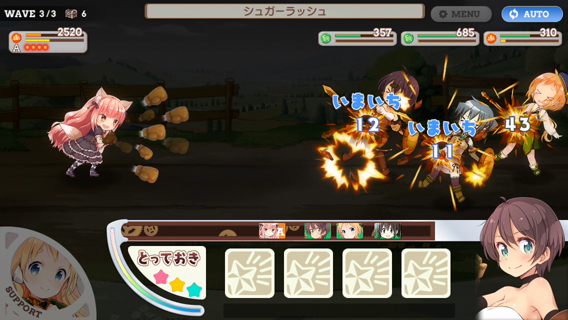 WAVE 3/3 6
シュガーラッシュ
MENU
AUTO
2520
A
357
685
310
いまいち
12
いまいち
11
43
A
とっておき
SUPPORT